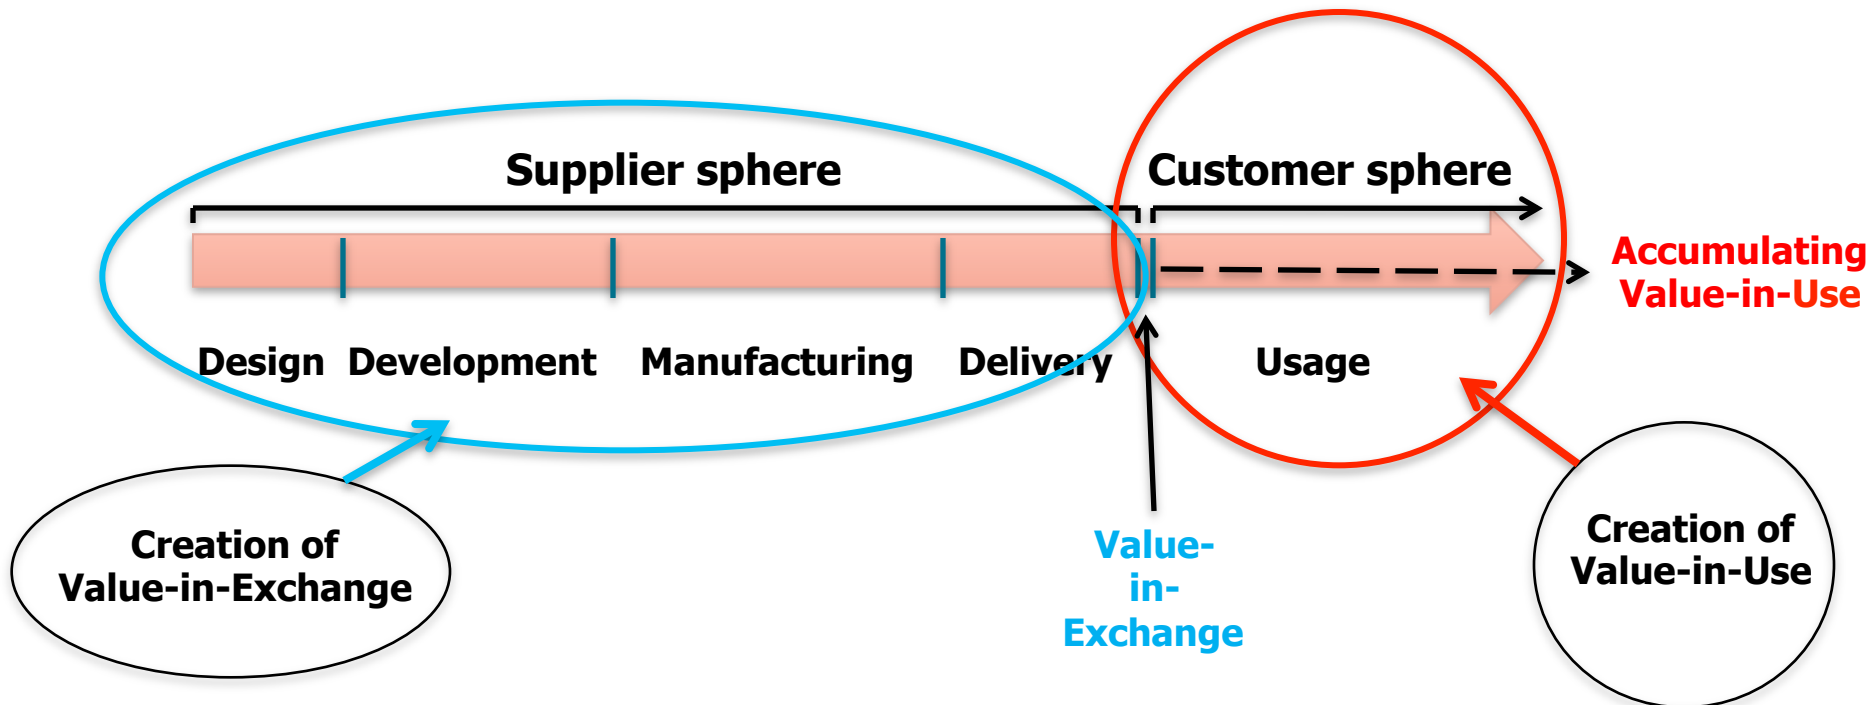 Supplier sphere
Customer sphere
Accumulating
Value-in-Use
Design
Development
Manufacturing
Delivery
Usage
Creation of
Value-in-Exchange
Value-
in-
Exchange
Creation of
Value-in-Use